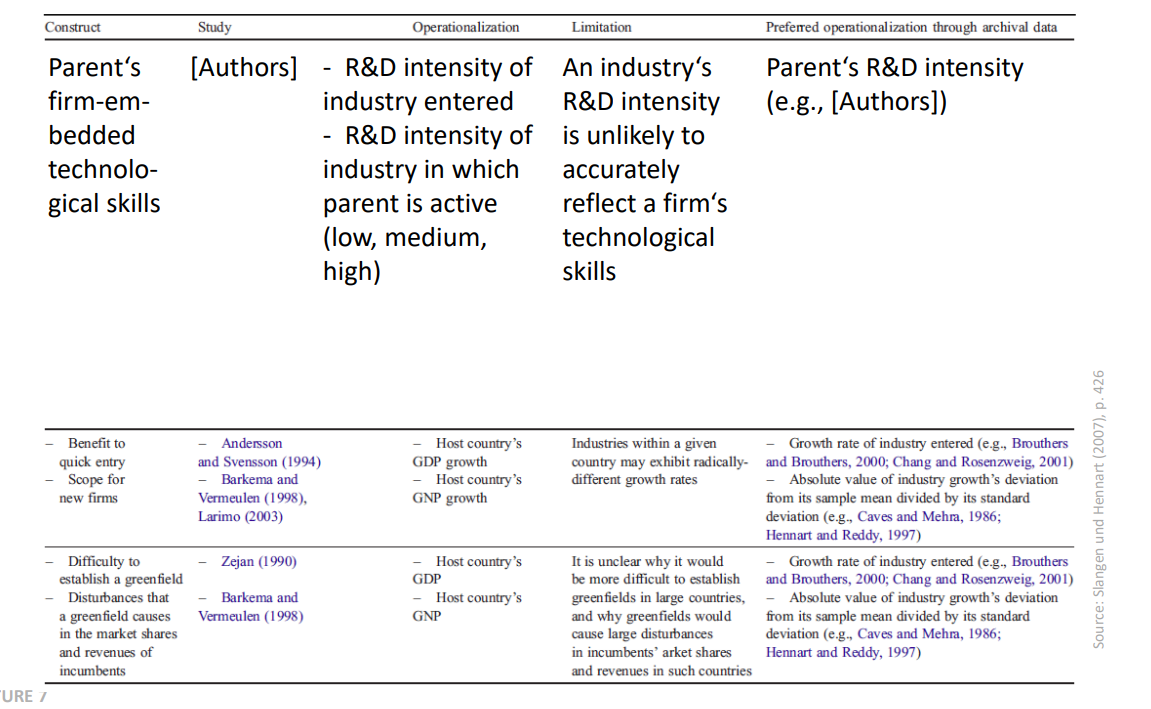 Construct Study Operationalization Limitation Preferred operationalization through archival data
Parent‘s
firm-em-
bedded
technolo-
gical skills
[Authors]
- R&D intensity of
industry entered
- R&D intensity of
industry in which
parent is active
(low, medium,
high)
An industry‘s
R&D intensity
is unlikely to
accurately
reflect a firm‘s
technological
skills
Parent‘s R&D intensity
(e.g., [Authors])
– Benefit to
quick entry
– Scope for
new firms
– Andersson
and Svensson (1994)
– Barkema and
Vermeulen (1998),
Larimo (2003)
– Host country’s
GDP growth
– Host country’s
GNP growth
Industries within a given
country may exhibit radically-
different growth rates
– Growth rate of industry entered (e.g., Brouthers
and Brouthers, 2000; Chang and Rosenzweig, 2001)
– Absolute value of industry growth’s deviation
from its sample mean divided by its standard
deviation (e.g., Caves and Mehra, 1986;
Hennart and Reddy, 1997)
– Difficulty to
establish a greenfield
– Disturbances that
a greenfield causes
in the market shares
and revenues of
incumbents
– Zejan (1990)
– Barkema and
Vermeulen (1998)
– Host country’s
GDP
– Host country’s
GNP
It is unclear why it would
be more difficult to establish
greenfields in large countries,
and why greenfields would
cause large disturbances
in incumbents’ arket shares
and revenues in such countries
– Growth rate of industry entered (e.g., Brouthers
and Brouthers, 2000; Chang and Rosenzweig, 2001)
– Absolute value of industry growth’s deviation
from its sample mean divided by its standard
deviation (e.g., Caves and Mehra, 1986;
Hennart and Reddy, 1997)
Source: Slangen und Hennart (2007), p. 426
TURE 7